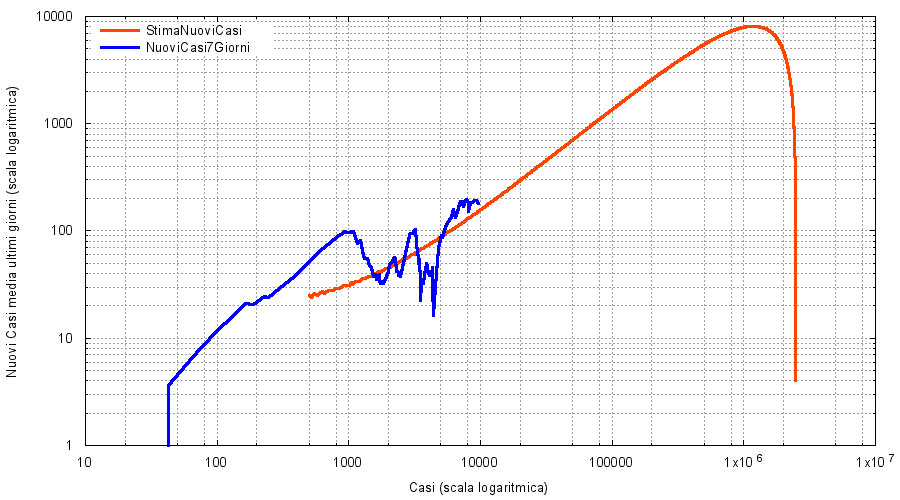 StimaNuoviCasi
NuoviCasi7Giorni
Nuovi Casi media ultimi giorni (scala logaritmica)
10000
1000
100
10
1
10 100 1000 10000 100000 1x10^6 1x10^7
Casi (scala logaritmica)